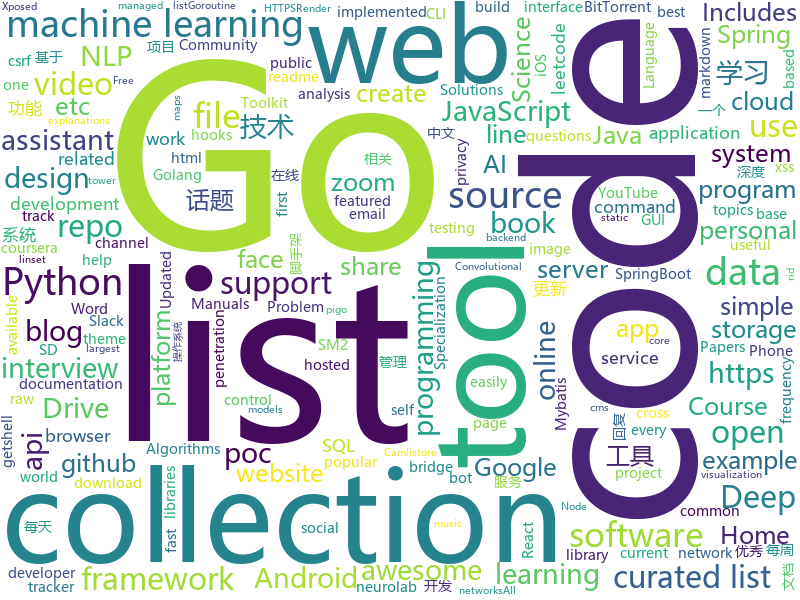 Xposed
HTTPSRender
managed
listGoroutine
machine learning
web
implemented
CLI
interface
BitTorrent
Includes
csrf
基于
项目
Community
build
best
Language
markdown
Spring
based
one
NLP
Science
iOS
leetcode
Free
video
file
public
readme
analysis
Solutions
学习
功能
etc
create
Toolkit
JavaScript
cloud
一个
maps
assistant
技术
hooks
中文
questions
use
explanations
work
line
Java
application
related
html
Golang
在线
相关
privacy
AI
system
深度
xss
design
话题
zoom
source
YouTube
program
tower
first
featured
email
command
static
development
repo
testing
book
GUI
topics
base
track
channel
脚手架
image
personal
useful
系统
coursera
face
server
SpringBoot
backend
Go
code
Python
help
Updated
share
Convolutional
data
rid
list
support
programming
tool
更新
Manuals
Problem
pigo
Specialization
online
simple
blog
Word
Slack
penetration
SM2
app
storage
available
theme
linset
platform
hosted
管理
service
core
interview
largest
操作系统
Drive
control
self
easily
Mybatis
https
Papers
Phone
documentation
SD
models
page
Course
raw
browser
api
SQL
popular
cross
open
frequency
getshell
collection
poc
cms
回复
github
website
Google
example
Algorithms
bridge
every
工具
visualization
world
download
bot
服务
project
Camlistore
Deep
每天
libraries
music
React
Node
common
fast
social
software
library
network
优秀
每周
developer
Home
current
tracker
framework
Android
awesome
learning
开发
networksAll
curated list
文档